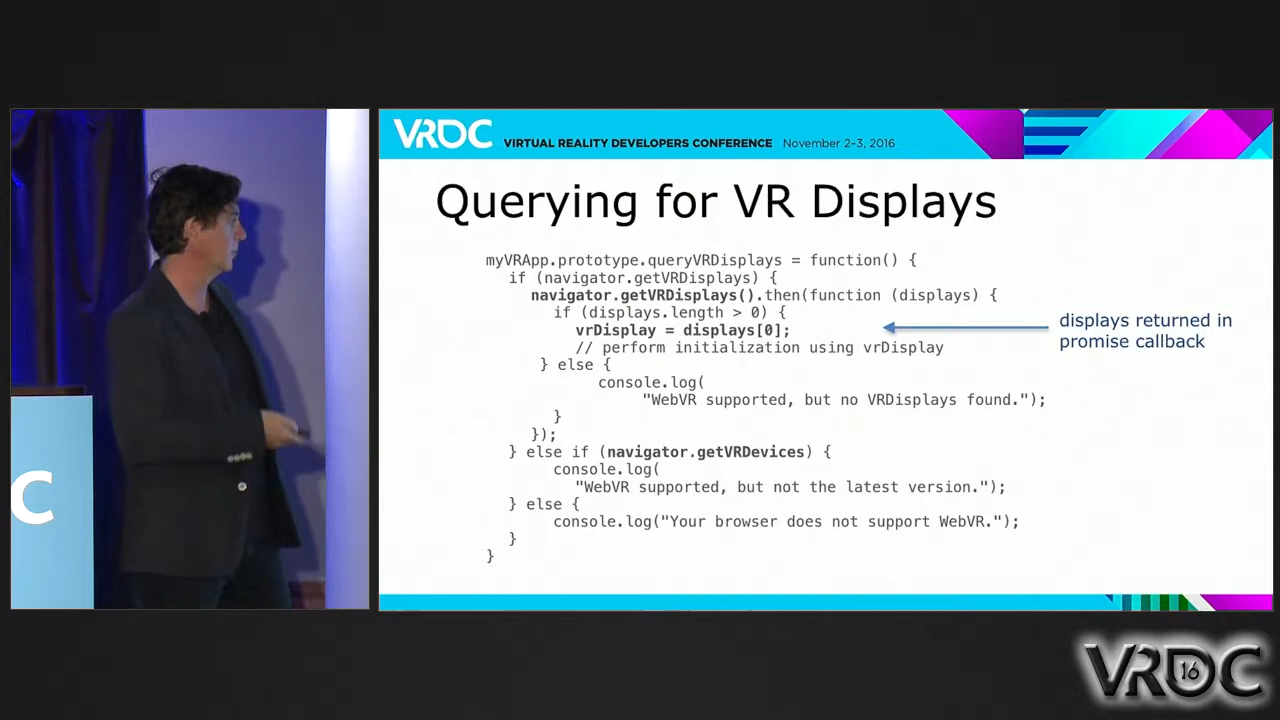 VRDC VIRTUAL REALITY DEVELOPERS CONFERENCE November 2-3, 2016
Querying for VR Displays
myVRApp.prototype.queryVRDisplays = function() {
if (navigator.getVRDisplays) {
navigator.getVRDisplays().then(function (displays) {
if (displays.length > 0) {
vrDisplay = displays[0];
// perform initialization using vrDisplay
} else {
console.log(
"WebVR supported, but no VRDisplays found.");
}
});
} else if (navigator.getVRDevices) {
console.log(
"WebVR supported, but not the latest version.");
} else {
console.log("Your browser does not support WebVR.");
}
}
displays returned in
promise callback
C
VRDC 16